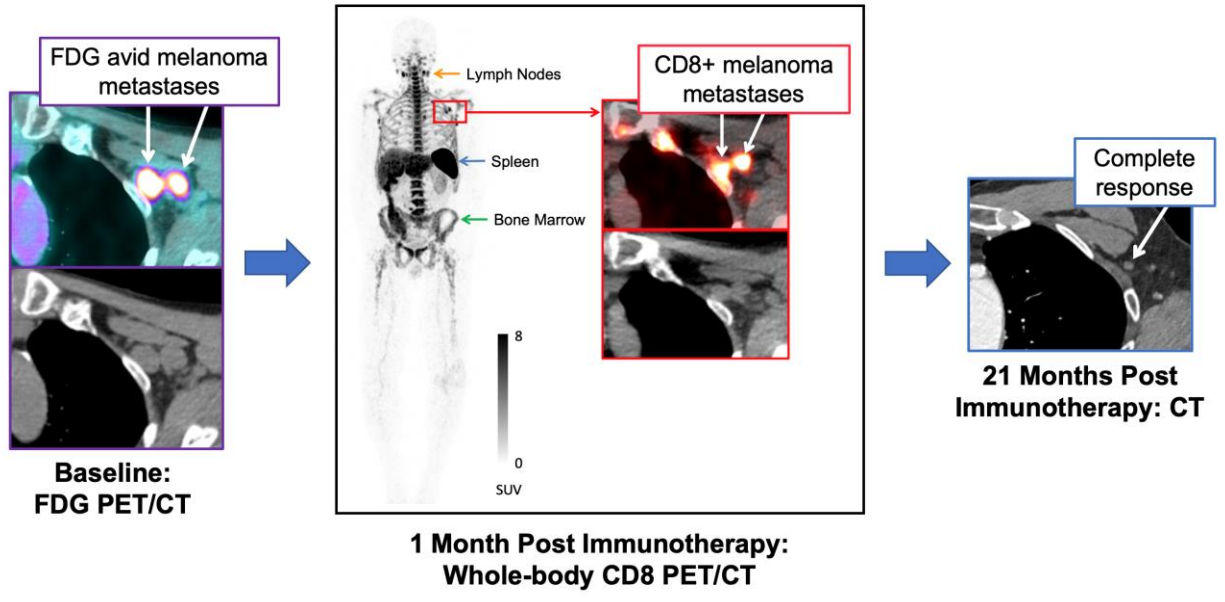 FDG avid melanoma
metastases
Baseline:
FDG PET/CT
Lymph Nodes
Spleen
Bone Marrow
8
0
SUV
CD8+ melanoma
metastases
1 Month Post Immunotherapy:
Whole-body CD8 PET/CT
Complete
response
21 Months Post
Immunotherapy: CT